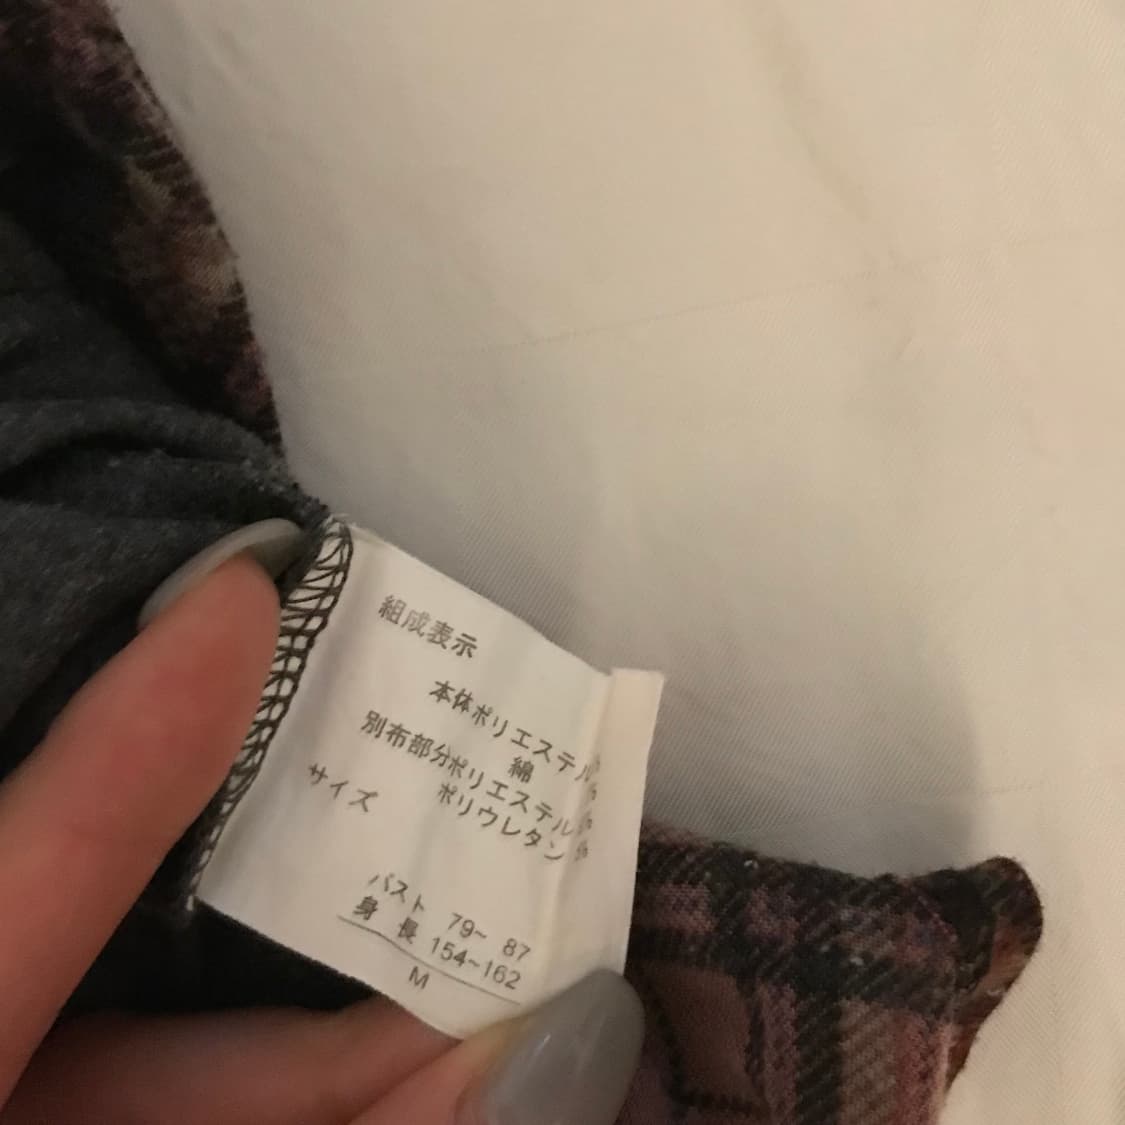 組成表示
本体ポリエステル
綿
別布部分ポリエステル
ポリウレタン
サイズ
バスト 79~ 87
身 長 154~162
M